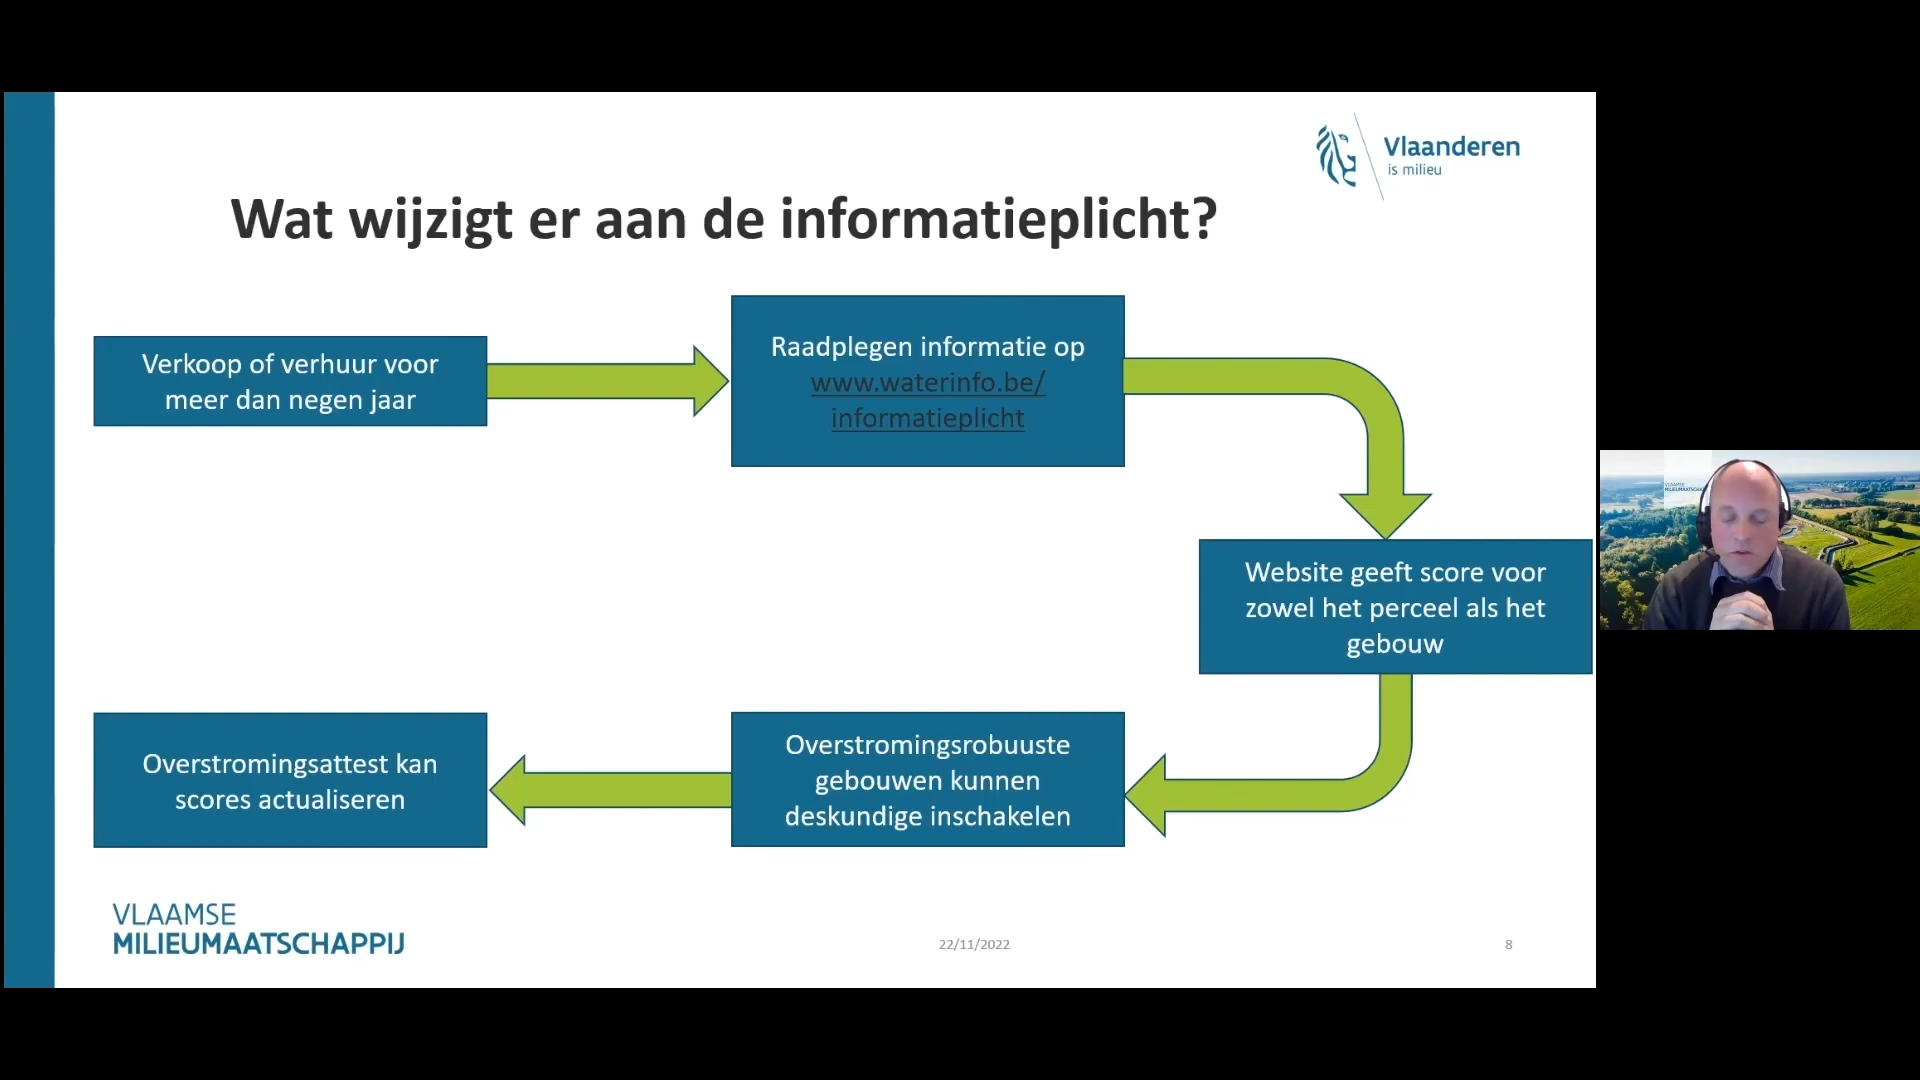 Vlaanderen
is milieu
Wat wijzigt er aan de informatieplicht?
Verkoop of verhuur voor
meer dan negen jaar
Raadplegen informatie op
www.waterinfo.be/
informatieplicht
Website geeft score voor
zowel het perceel als het
gebouw
Overstromingsrobuuste
gebouwen kunnen
deskundige inschakelen
Overstromingsattest kan
scores actualiseren
VLAAMSE
MILIEUMAATSCHAPPIJ
22/11/2022
8
VLAAMSE